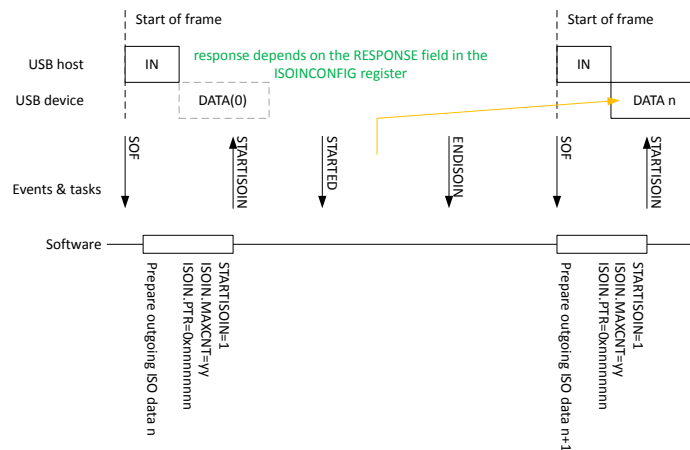 Start of frame
Start of frame
USB host
IN
response depends on the RESPONSE field in the
ISOINCONFIG register
IN
USB device
DATA(0)
DATA n
Events & tasks
SOF
STARTISOIN
STARTED
ENDISOIN
SOF
STARTISOIN
Software
STARTISOIN=1
ISOIN.MAXCNT=yy
ISOIN.PTR=0xnnnnnnnn
Prepare outgoing ISO data n
STARTISOIN=1
ISOIN.MAXCNT=yy
ISOIN.PTR=0xnnnnnnnn
Prepare outgoing ISO data n+1